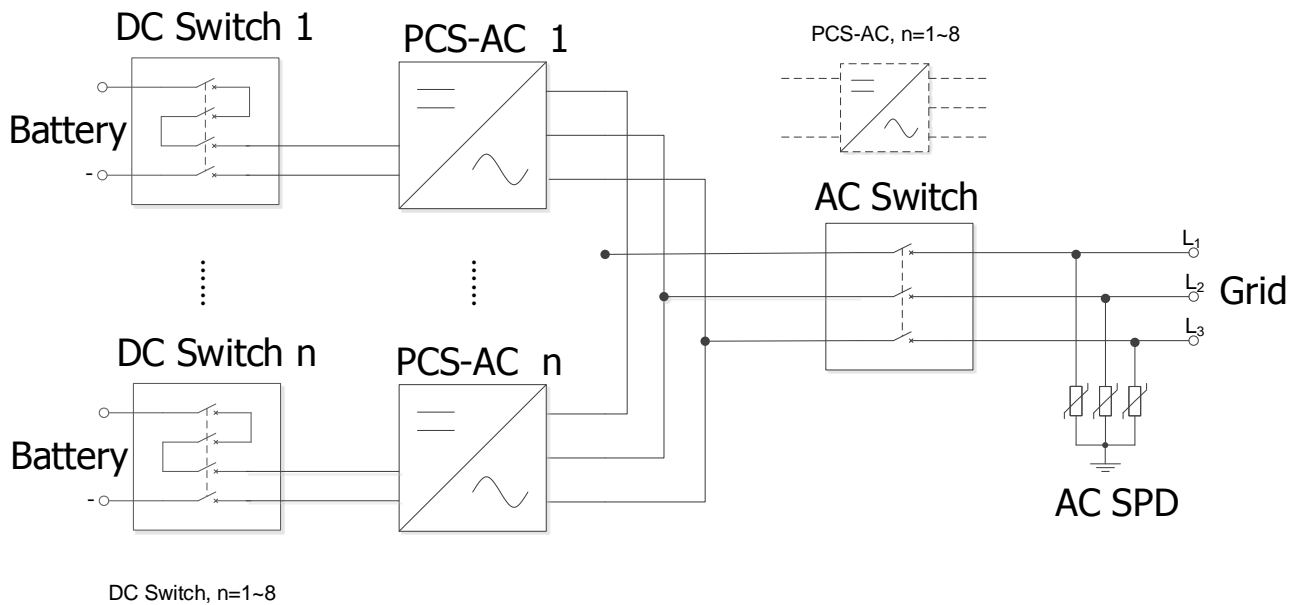 DC Switch 1
PCS-AC 1
PCS-AC, n=1~8
Battery
-
AC Switch
L1
L2
Grid
L3
DC Switch n
PCS-AC n
Battery
-
AC SPD
DC Switch, n=1~8